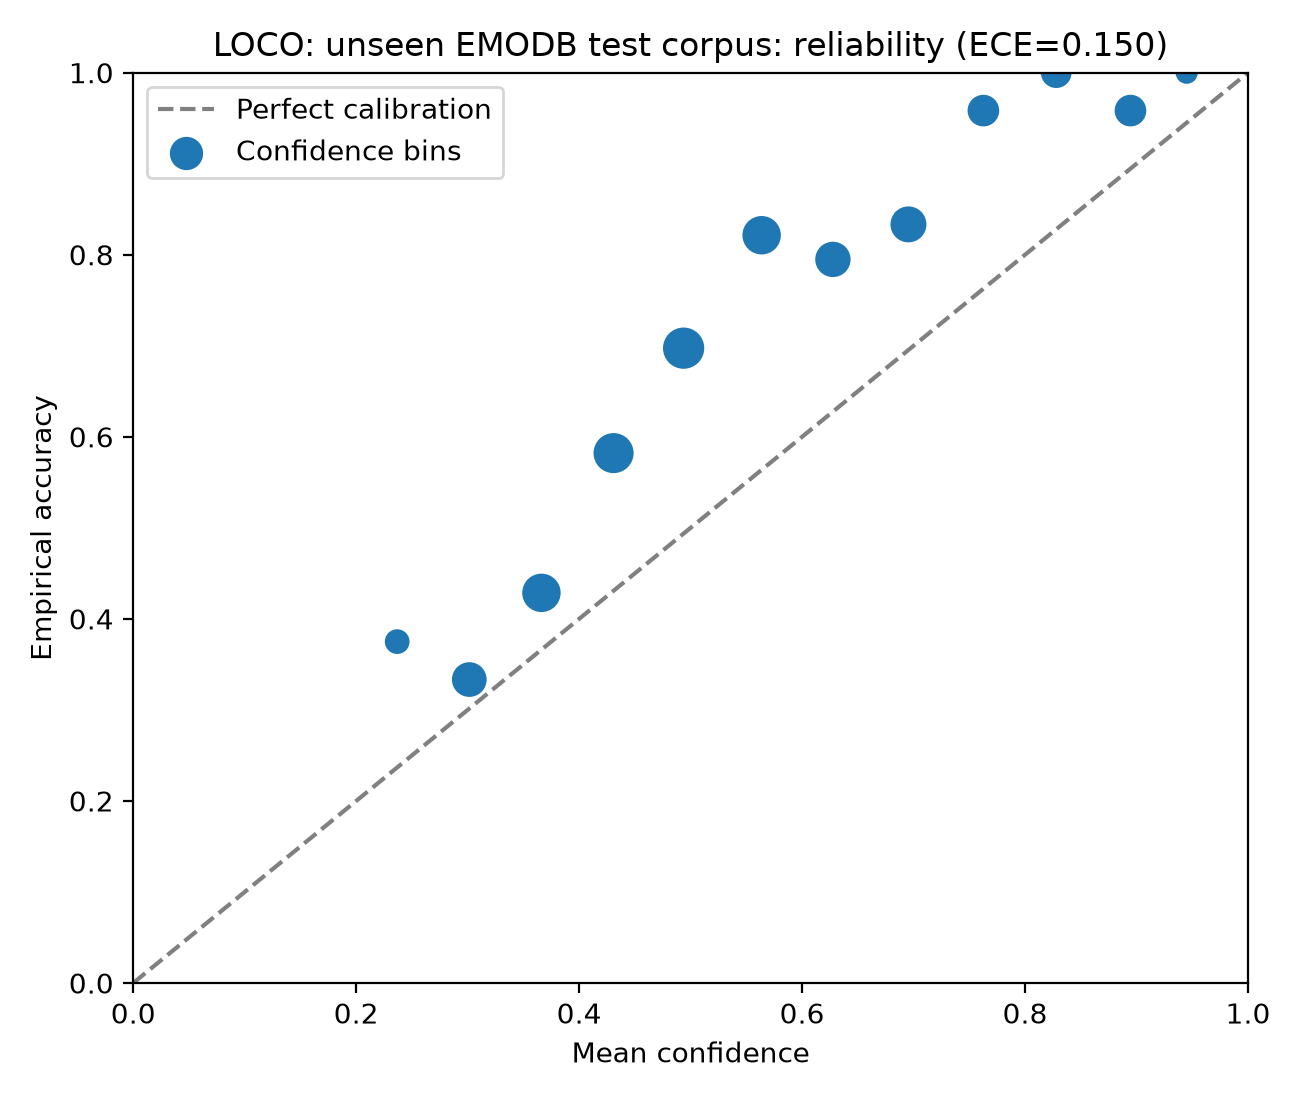 LOCO: unseen EMODB test corpus: reliability (ECE=0.150)
Perfect calibration
Confidence bins
1.0
0.8
0.6
0.4
0.2
0.0
Empirical accuracy
0.0 0.2 0.4 0.6 0.8 1.0
Mean confidence